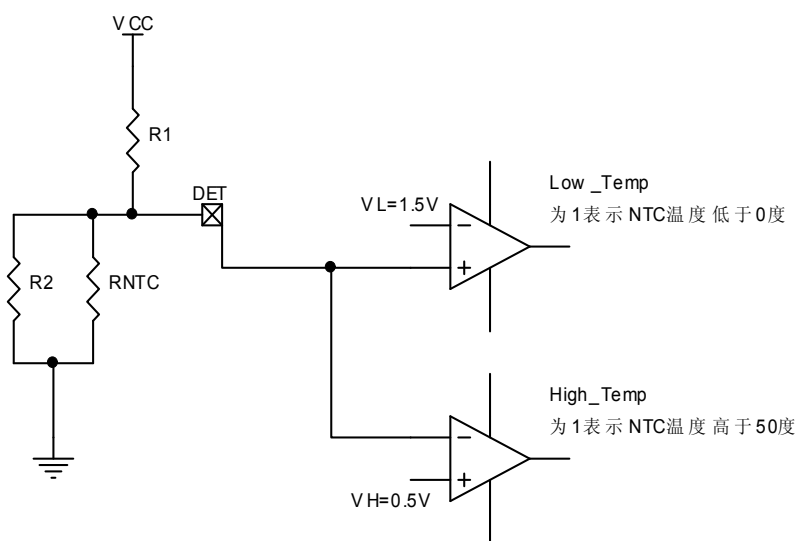 VCC
R1
DET
R2
RNTC
VL=1.5V
Low_Temp
为1表示NTC温度低于0度
High_Temp
为1表示NTC温度高于50度
VH=0.5V